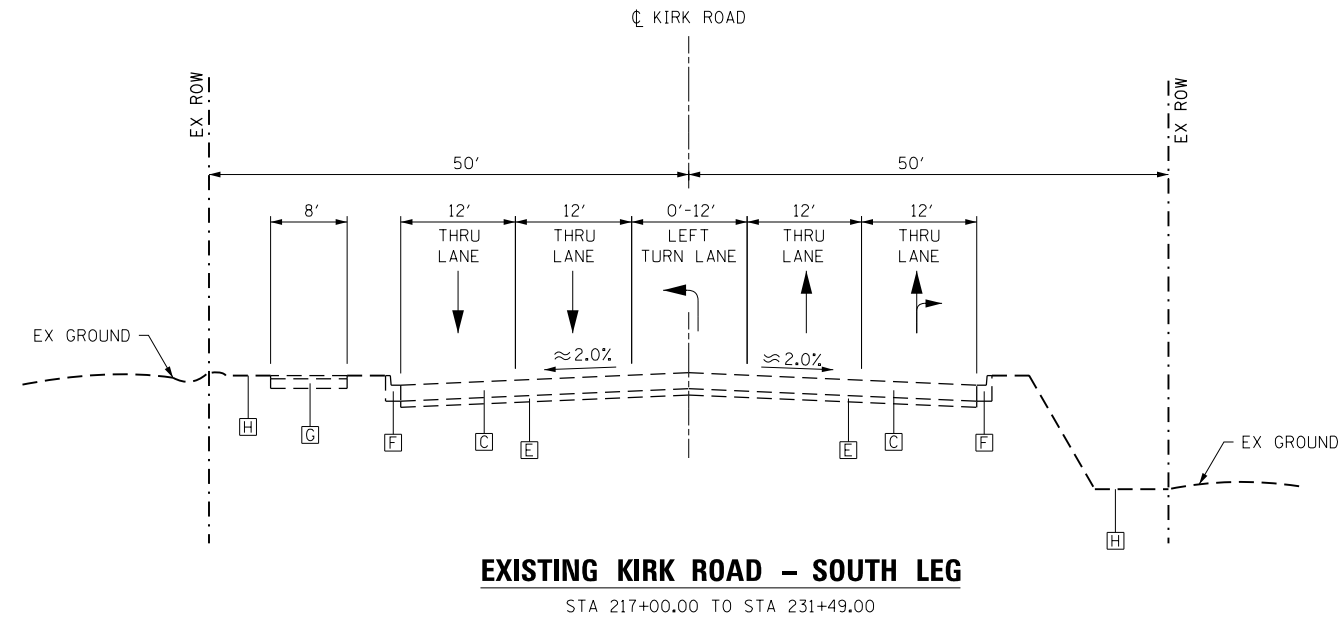 ℄ KIRK ROAD
EX ROW
EX ROW
50'
50'
8'
12'
12'
0'-12'
12'
12'
THRU LANE
THRU LANE
LEFT TURN LANE
THRU LANE
THRU LANE
EX GROUND
≈2.0%
≈2.0%
H
G
F
C
E
E
C
F
EX GROUND
H
EXISTING KIRK ROAD – SOUTH LEG
STA 217+00.00 TO STA 231+49.00